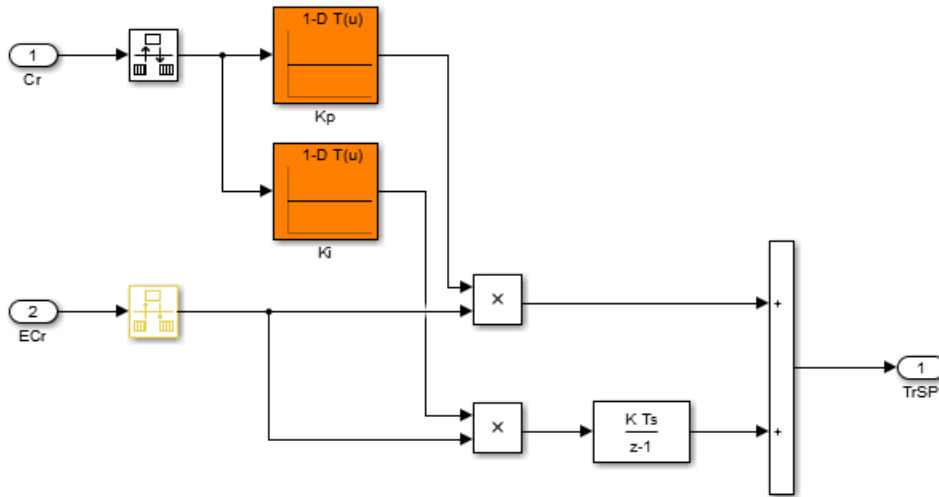 1
Cr
1-D T(u)
Kp
1-D T(u)
Ki
2
ECr
×
×
K Ts
z-1
+
+
1
TrSP